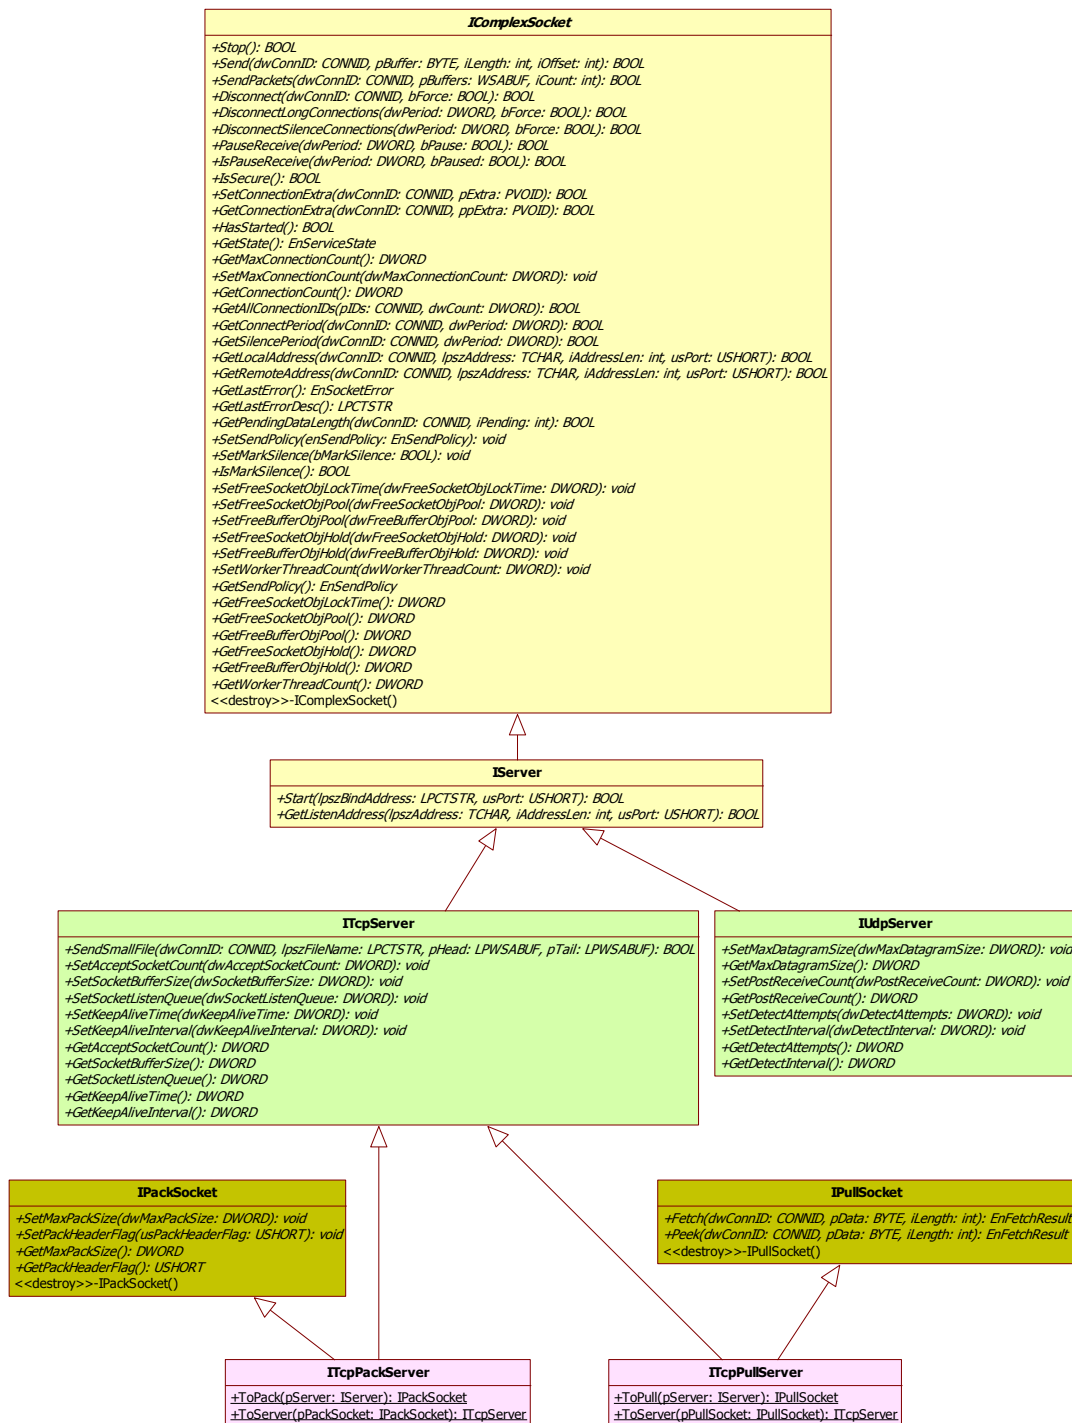 IComplexSocket
+Stop(): BOOL
+Send(dwConnID: CONNID, pBuffer: BYTE, iLength: int, iOffset: int): BOOL
+SendPackets(dwConnID: CONNID, pBuffers: WSABUF, iCount: int): BOOL
+Disconnect(dwConnID: CONNID, bForce: BOOL): BOOL
+DisconnectLongConnections(dwPeriod: DWORD, bForce: BOOL): BOOL
+DisconnectSilenceConnections(dwPeriod: DWORD, bForce: BOOL): BOOL
+PauseReceive(dwPeriod: DWORD, bPause: BOOL): BOOL
+IsPauseReceive(dwPeriod: DWORD, bPaused: BOOL): BOOL
+IsSecure(): BOOL
+SetConnectionExtra(dwConnID: CONNID, pExtra: PVOID): BOOL
+GetConnectionExtra(dwConnID: CONNID, ppExtra: PVOID): BOOL
+HasStarted(): BOOL
+GetState(): EnServiceState
+GetMaxConnectionCount(): DWORD
+SetMaxConnectionCount(dwMaxConnectionCount: DWORD): void
+GetConnectionCount(): DWORD
+GetAllConnectionIDs(pIDs: CONNID, dwCount: DWORD): BOOL
+GetConnectPeriod(dwConnID: CONNID, dwPeriod: DWORD): BOOL
+GetSilencePeriod(dwConnID: CONNID, dwPeriod: DWORD): BOOL
+GetLocalAddress(dwConnID: CONNID, lpszAddress: TCHAR, iAddressLen: int, usPort: USHORT): BOOL
+GetRemoteAddress(dwConnID: CONNID, lpszAddress: TCHAR, iAddressLen: int, usPort: USHORT): BOOL
+GetLastError(): EnSocketError
+GetLastErrorDesc(): LPCTSTR
+GetPendingDataLength(dwConnID: CONNID, iPending: int): BOOL
+SetSendPolicy(enSendPolicy: EnSendPolicy): void
+SetMarkSilence(bMarkSilence: BOOL): void
+IsMarkSilence(): BOOL
+SetFreeSocketObjLockTime(dwFreeSocketObjLockTime: DWORD): void
+SetFreeSocketObjPool(dwFreeSocketObjPool: DWORD): void
+SetFreeBufferObjPool(dwFreeBufferObjPool: DWORD): void
+SetFreeSocketObjHold(dwFreeSocketObjHold: DWORD): void
+SetFreeBufferObjHold(dwFreeBufferObjHold: DWORD): void
+SetWorkerThreadCount(dwWorkerThreadCount: DWORD): void
+GetSendPolicy(): EnSendPolicy
+GetFreeSocketObjLockTime(): DWORD
+GetFreeSocketObjPool(): DWORD
+GetFreeBufferObjPool(): DWORD
+GetFreeSocketObjHold(): DWORD
+GetFreeBufferObjHold(): DWORD
+GetWorkerThreadCount(): DWORD
<<destroy>>-IComplexSocket()
IServer
+Start(lpszBindAddress: LPCTSTR, usPort: USHORT): BOOL
+GetListenAddress(lpszAddress: TCHAR, iAddressLen: int, usPort: USHORT): BOOL
ITcpServer
+SendSmallFile(dwConnID: CONNID, lpszFileName: LPCTSTR, pHead: LPWSABUF, pTail: LPWSABUF): BOOL
+SetAcceptSocketCount(dwAcceptSocketCount: DWORD): void
+SetSocketBufferSize(dwSocketBufferSize: DWORD): void
+SetSocketListenQueue(dwSocketListenQueue: DWORD): void
+SetKeepAliveTime(dwKeepAliveTime: DWORD): void
+SetKeepAliveInterval(dwKeepAliveInterval: DWORD): void
+GetAcceptSocketCount(): DWORD
+GetSocketBufferSize(): DWORD
+GetSocketListenQueue(): DWORD
+GetKeepAliveTime(): DWORD
+GetKeepAliveInterval(): DWORD
IUdpServer
+SetMaxDatagramSize(dwMaxDatagramSize: DWORD): void
+GetMaxDatagramSize(): DWORD
+SetPostReceiveCount(dwPostReceiveCount: DWORD): void
+GetPostReceiveCount(): DWORD
+SetDetectAttempts(dwDetectAttempts: DWORD): void
+SetDetectInterval(dwDetectInterval: DWORD): void
+GetDetectAttempts(): DWORD
+GetDetectInterval(): DWORD
IPackSocket
+SetMaxPackSize(dwMaxPackSize: DWORD): void
+SetPackHeaderFlag(usPackHeaderFlag: USHORT): void
+GetMaxPackSize(): DWORD
+GetPackHeaderFlag(): USHORT
<<destroy>>-IPackSocket()
IPullSocket
+Fetch(dwConnID: CONNID, pData: BYTE, iLength: int): EnFetchResult
+Peek(dwConnID: CONNID, pData: BYTE, iLength: int): EnFetchResult
<<destroy>>-IPullSocket()
ITcpPackServer
+ToPack(pServer: IServer): IPackSocket
+ToServer(pPackSocket: IPackSocket): ITcpServer
ITcpPullServer
+ToPull(pServer: IServer): IPullSocket
+ToServer(pPullSocket: IPullSocket): ITcpServer